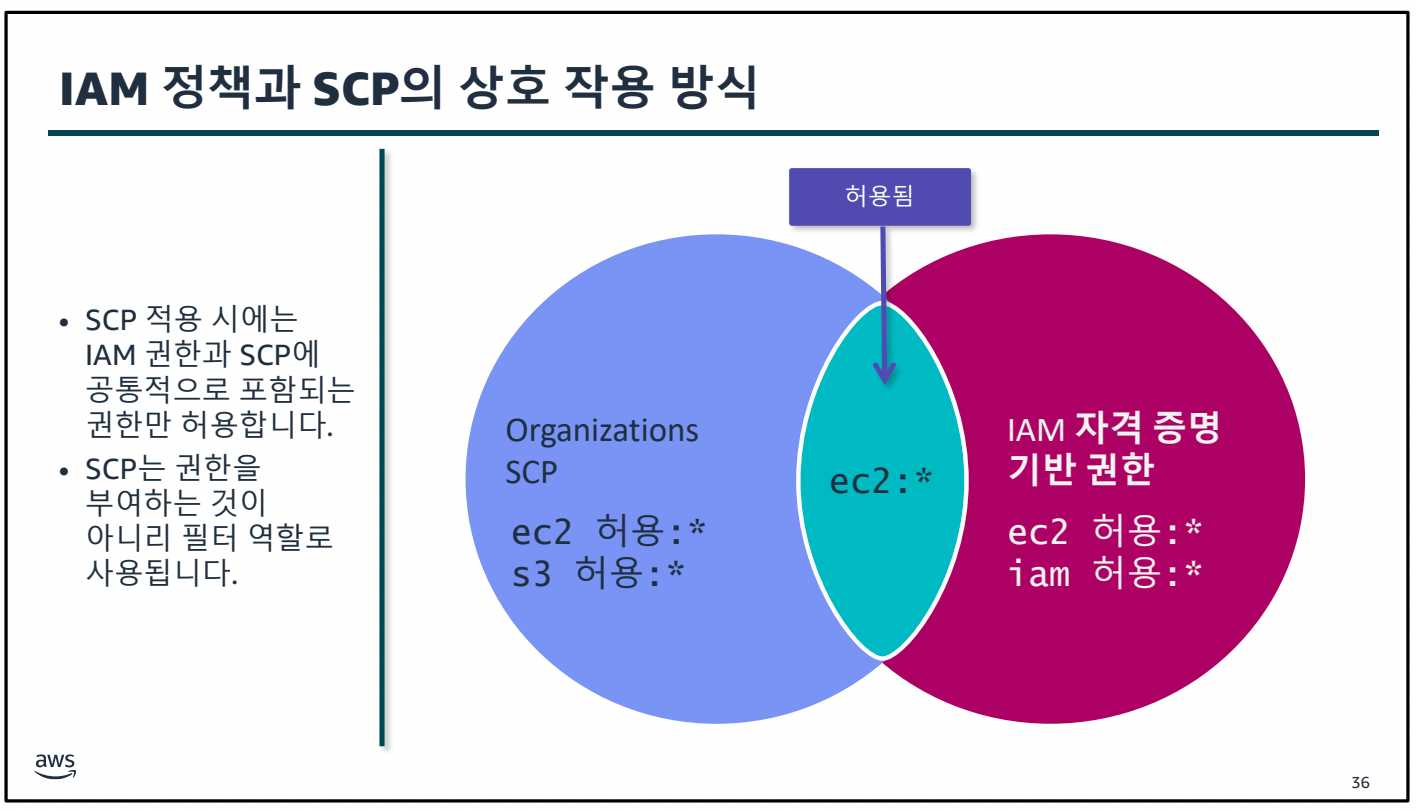 IAM 정책과 SCP의 상호 작용 방식
허용됨
• SCP 적용 시에는
IAM 권한과 SCP에
공통적으로 포함되는
권한만 허용합니다.
• SCP는 권한을
부여하는 것이
아니리 필터 역할로
사용됩니다.
Organizations
SCP
ec2 허용:*
s3 허용:*
ec2:*
IAM 자격 증명
기반 권한
ec2 허용:*
iam 허용:*
aws
36